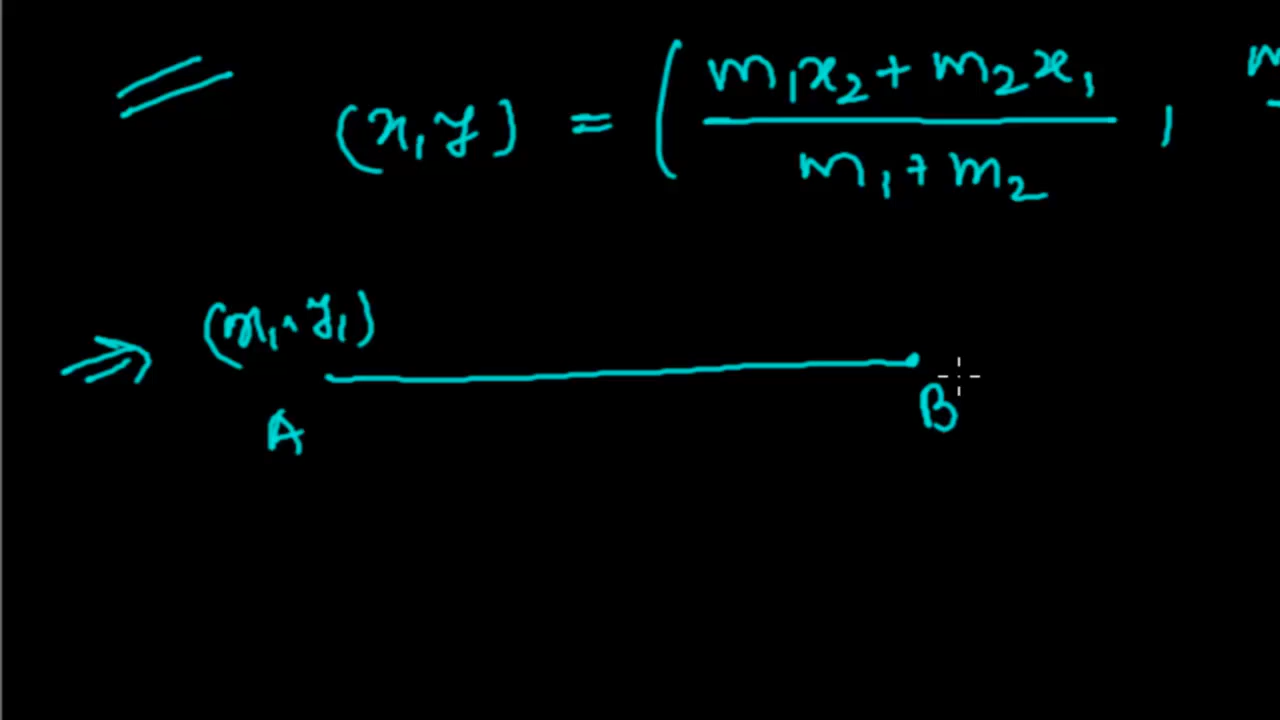 (x, y) = ( m₁x₂ + m₂x₁ / m₁ + m₂ ,
(x₁, y₁)
A B